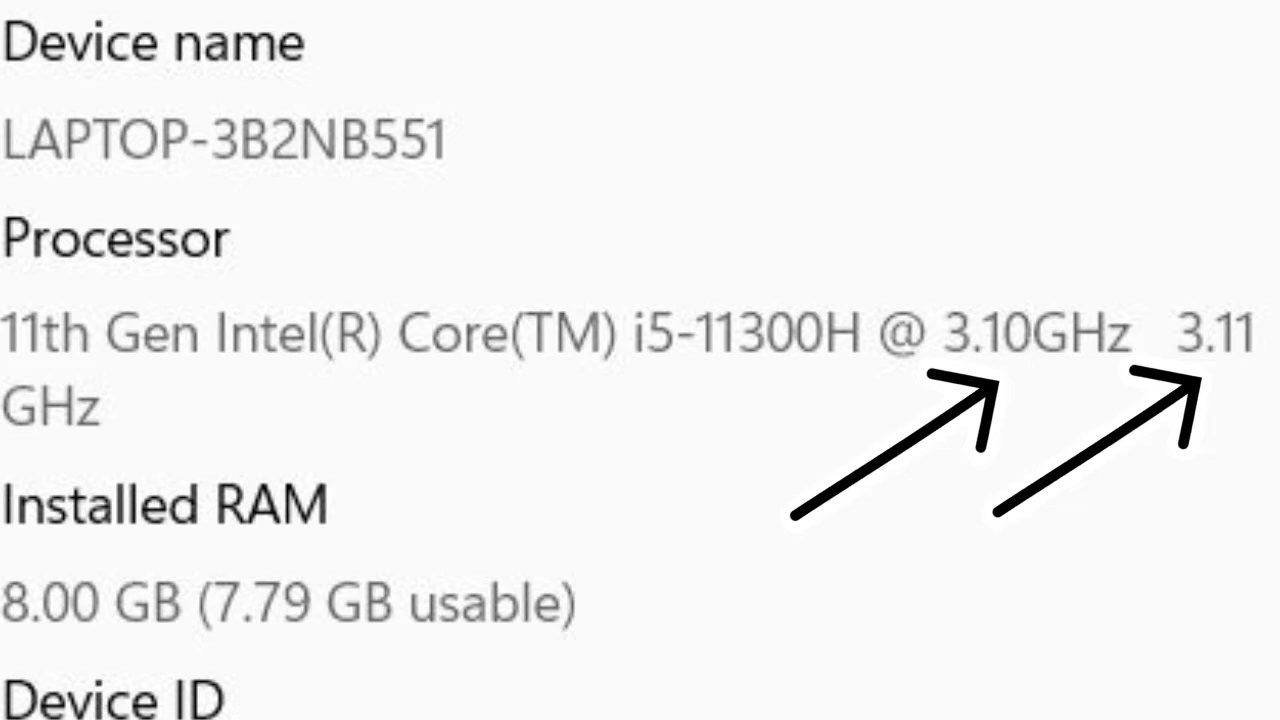 Device name
LAPTOP-3B2NB551
Processor
11th Gen Intel(R) Core(TM) i5-11300H @ 3.10GHz   3.11
GHz
Installed RAM
8.00 GB (7.79 GB usable)
Device ID